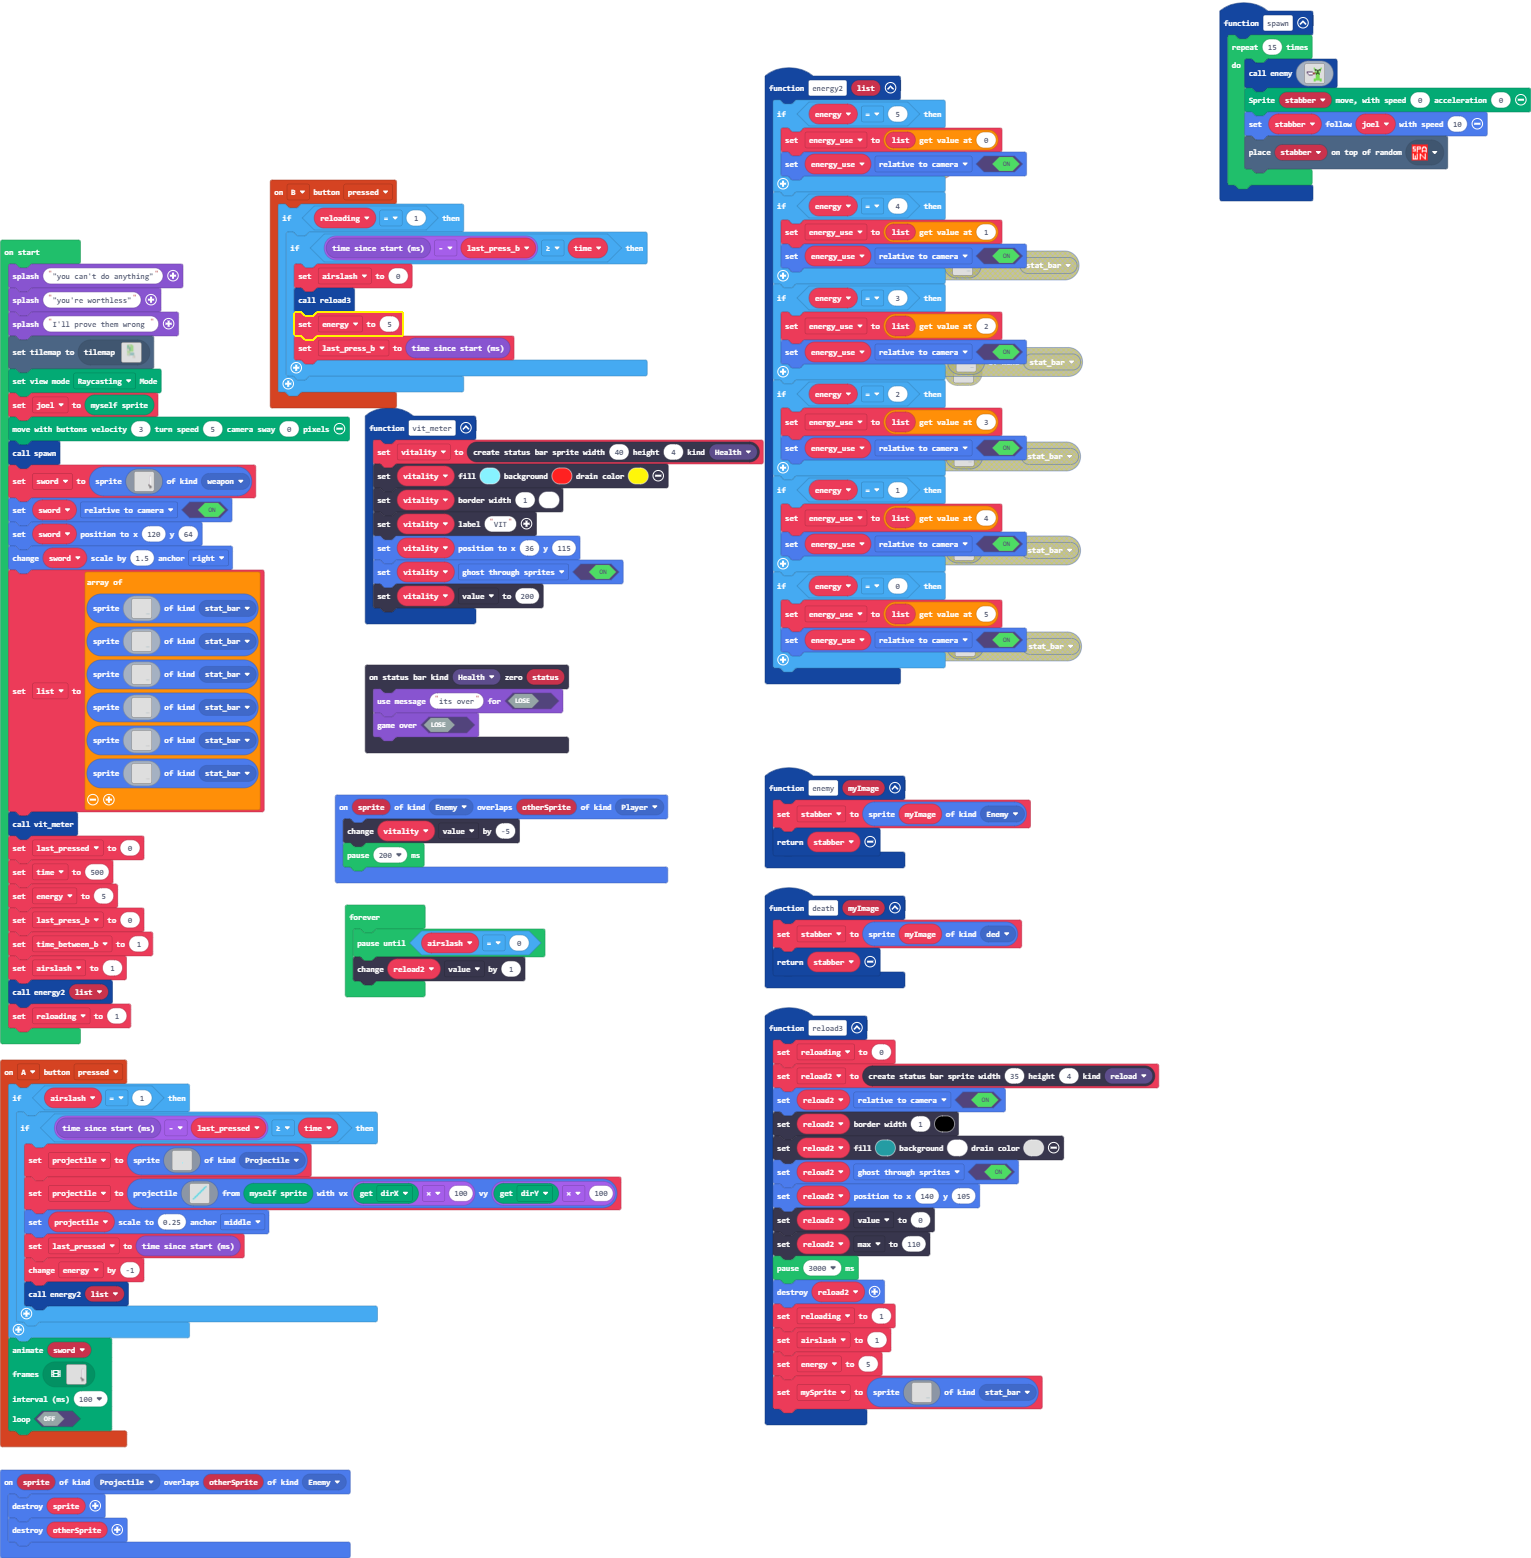 on start
splash "you can't do anything"
splash "you're worthless"
splash "I'll prove them wrong
set tilemap to tilemap
set view mode Raycasting Mode
set joel to myself sprite
move with buttons velocity 3 turn speed 5 camera sway 0 pixels
call spawn
set sword to sprite of kind weapon
set sword relative to camera ON
set sword position to x 120 y 64
change sword scale by 1.5 anchor right
set list to array of
sprite of kind stat_bar
sprite of kind stat_bar
sprite of kind stat_bar
sprite of kind stat_bar
sprite of kind stat_bar
sprite of kind stat_bar
call vit_meter
set last_pressed to 0
set time to 500
set energy to 5
set last_press_b to 0
set time_between_b to 1
set airslash to 1
call energy2 list
set reloading to 1
on A button pressed
if airslash = 1 then
if time since start (ms) - last_pressed ≥ time then
set projectile to sprite of kind Projectile
set projectile to projectile from myself sprite with vx get dirX × 100 vy get dirY × 100
set projectile scale to 0.25 anchor middle
set last_pressed to time since start (ms)
change energy by -1
call energy2 list
animate sword
frames
interval (ms) 100
loop OFF
on sprite of kind Projectile overlaps otherSprite of kind Enemy
destroy sprite
destroy otherSprite
on B button pressed
if reloading = 1 then
if time since start (ms) - last_press_b ≥ time then
set airslash to 0
call reload3
set energy to 5
set last_press_b to time since start (ms)
function vit_meter
set vitality to create status bar sprite width 40 height 4 kind Health
set vitality fill background drain color
set vitality border width 1
set vitality label "VIT"
set vitality position to x 36 y 115
set vitality ghost through sprites ON
set vitality value to 200
on status bar kind Health zero status
use message "its over" for LOSE
game over LOSE
on sprite of kind Enemy overlaps otherSprite of kind Player
change vitality value by -5
pause 200 ms
forever
pause until airslash = 0
change reload2 value by 1
function energy2 list
if energy = 5 then
set energy_use to list get value at 0
set energy_use relative to camera ON
if energy = 4 then
set energy_use to list get value at 1
set energy_use relative to camera ON
stat_bar
if energy = 3 then
set energy_use to list get value at 2
set energy_use relative to camera ON
stat_bar
if energy = 2 then
set energy_use to list get value at 3
set energy_use relative to camera ON
stat_bar
if energy = 1 then
set energy_use to list get value at 4
set energy_use relative to camera ON
stat_bar
if energy = 0 then
set energy_use to list get value at 5
set energy_use relative to camera ON
stat_bar
function enemy myImage
set stabber to sprite myImage of kind Enemy
return stabber
function death myImage
set stabber to sprite myImage of kind ded
return stabber
function reload3
set reloading to 0
set reload2 to create status bar sprite width 35 height 4 kind reload
set reload2 relative to camera ON
set reload2 border width 1
set reload2 fill background drain color
set reload2 ghost through sprites ON
set reload2 position to x 140 y 105
set reload2 value to 0
set reload2 max to 110
pause 3000 ms
destroy reload2
set reloading to 1
set airslash to 1
set energy to 5
set mySprite to sprite of kind stat_bar
function spawn
repeat 15 times
do
call enemy
Sprite stabber move, with speed 0 acceleration 0
set stabber follow joel with speed 10
place stabber on top of random SPAWN